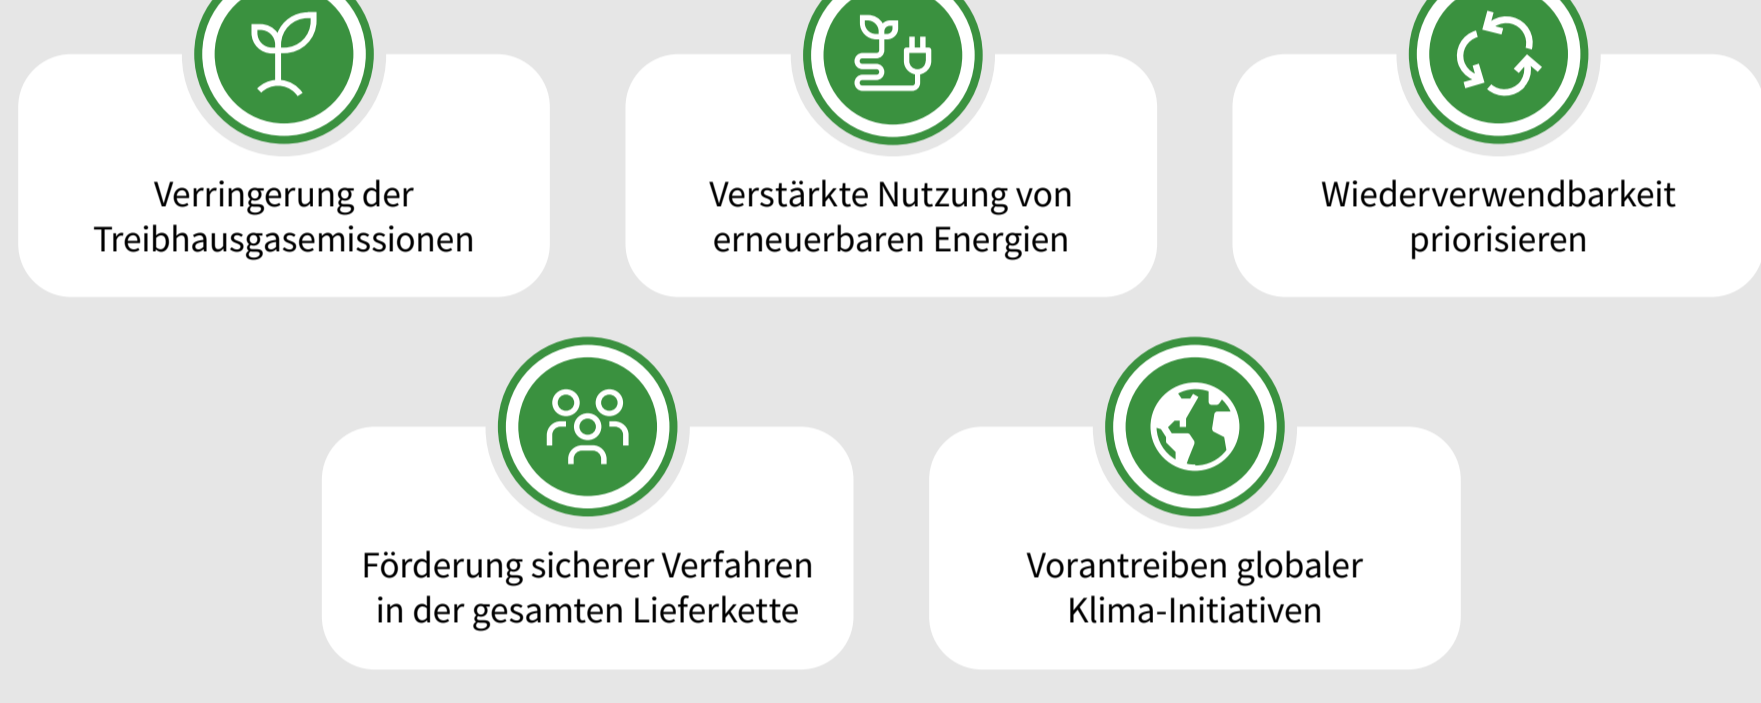 Verringerung der
Treibhausgasemissionen
Verstärkte Nutzung von
erneuerbaren Energien
Wiederverwendbarkeit
priorisieren
Förderung sicherer Verfahren
in der gesamten Lieferkette
Vorantreiben globaler
Klima-Initiativen